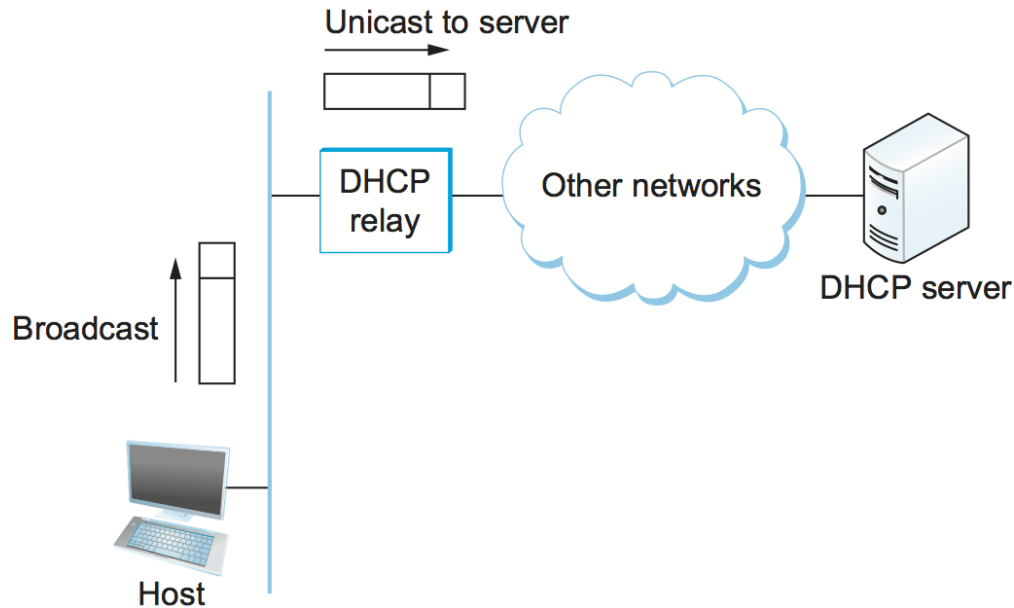 Unicast to server
DHCP
relay
Other networks
DHCP server
Broadcast
Host